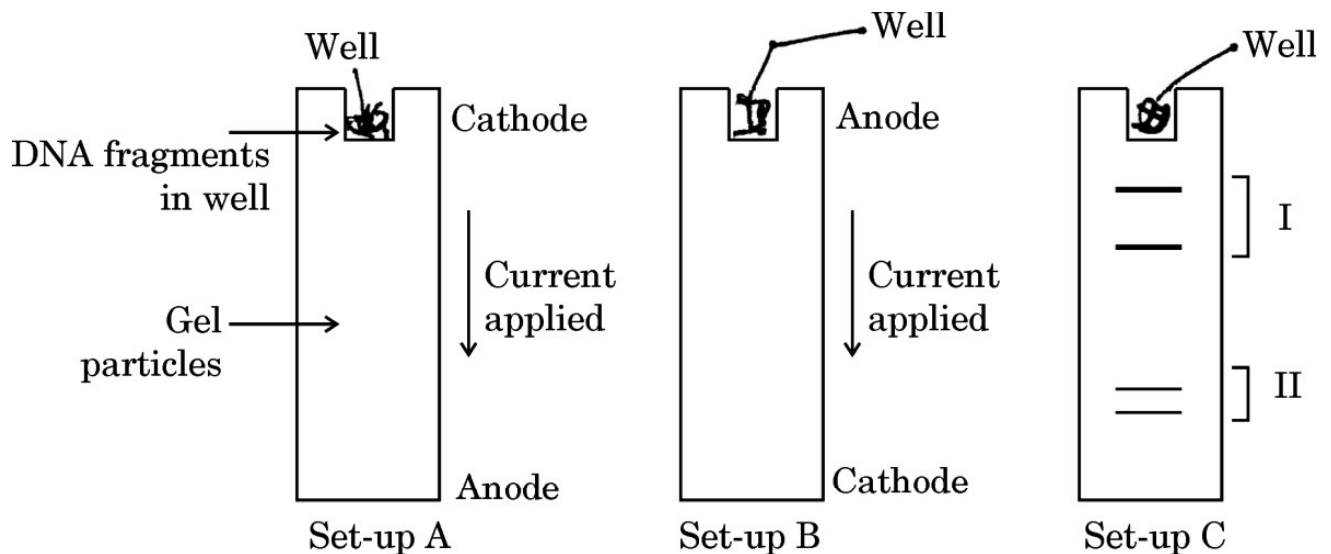 Well
DNA fragments
in well
Cathode
Gel
particles
Current
applied
Anode
Set-up A
Well
Anode
Current
applied
Cathode
Set-up B
Well
I
II
Set-up C